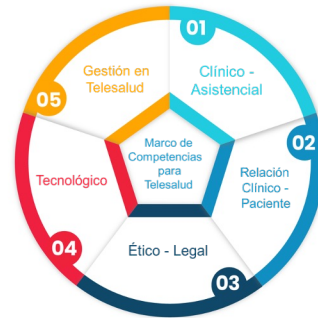 01
Clínico -
Asistencial
02
Relación
Clínico -
Paciente
03
Ético - Legal
04
Tecnológico
05
Gestión en
Telesalud
Marco de
Competencias
para
Telesalud